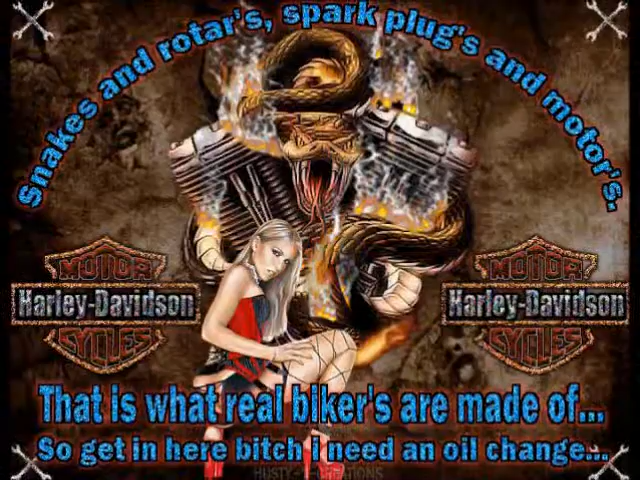 Snakes and rotar's, spark plug's and motor's.
MOTOR MOTOR
Harley-Davidson Harley-Davidson
CYCLES CYCLES
That is what real biker's are made of...
So get in here bitch I need an oil change...